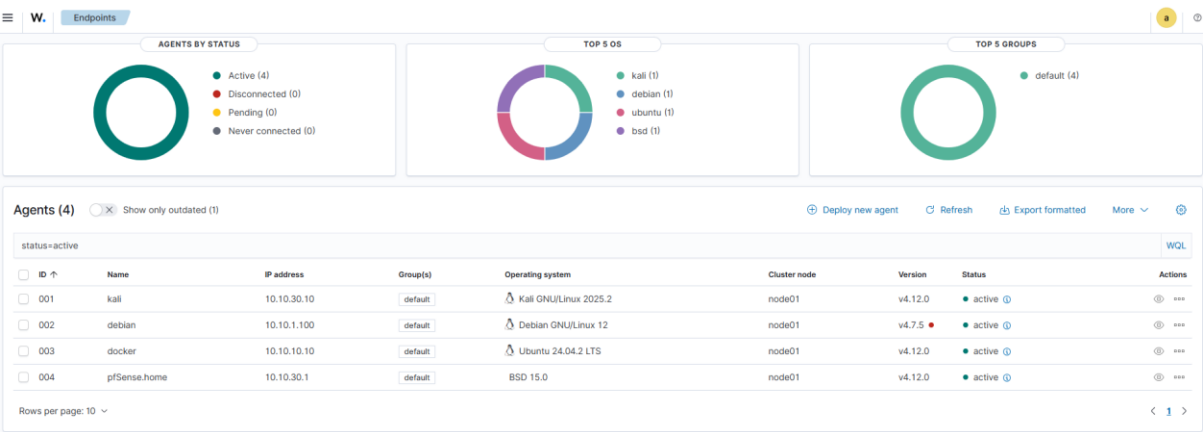 W. Endpoints a
AGENTS BY STATUS
Active (4)
Disconnected (0)
Pending (0)
Never connected (0)
TOP 5 OS
kali (1)
debian (1)
ubuntu (1)
bsd (1)
TOP 5 GROUPS
default (4)
Agents (4) Show only outdated (1) Deploy new agent Refresh Export formatted More
status=active WQL
ID ↑ Name IP address Group(s) Operating system Cluster node Version Status Actions
001 kali 10.10.30.10 default Kali GNU/Linux 2025.2 node01 v4.12.0 active
002 debian 10.10.1.100 default Debian GNU/Linux 12 node01 v4.7.5 active
003 docker 10.10.10.10 default Ubuntu 24.04.2 LTS node01 v4.12.0 active
004 pfSense.home 10.10.30.1 default BSD 15.0 node01 v4.12.0 active
Rows per page: 10 < 1 >